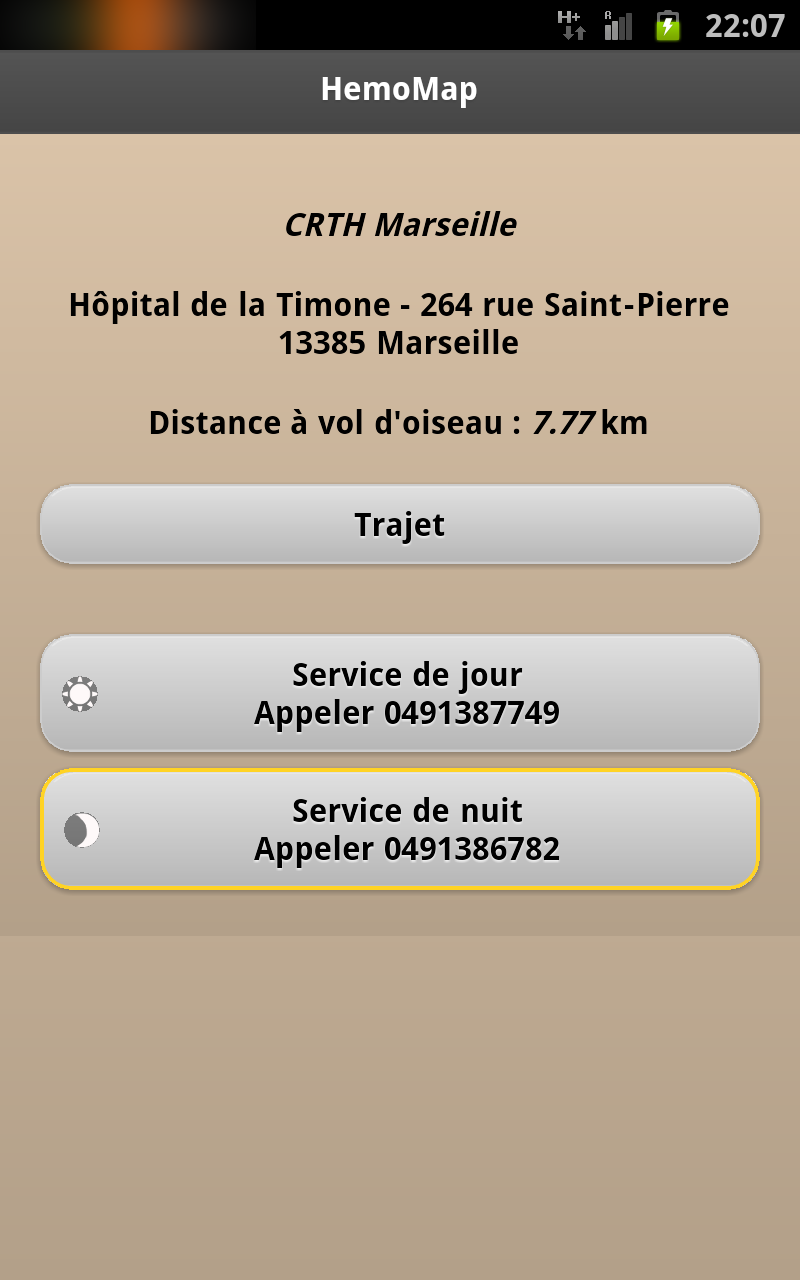 H+ R 22:07
HemoMap
CRTH Marseille
Hôpital de la Timone - 264 rue Saint-Pierre
13385 Marseille
Distance à vol d'oiseau : 7.77 km
Trajet
Service de jour
Appeler 0491387749
Service de nuit
Appeler 0491386782